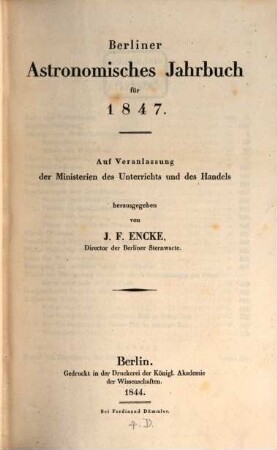 Berliner
Astronomisches Jahrbuch
für
1847.
Auf Veranlassung
der Ministerien des Unterrichts und des Handels
herausgegeben
von
J. F. ENCKE,
Director der Berliner Sternwarte.
Berlin.
Gedruckt in der Druckerei der Königl. Akademie
der Wissenschaften.
1844.
Bei Ferdinand Dümmler.